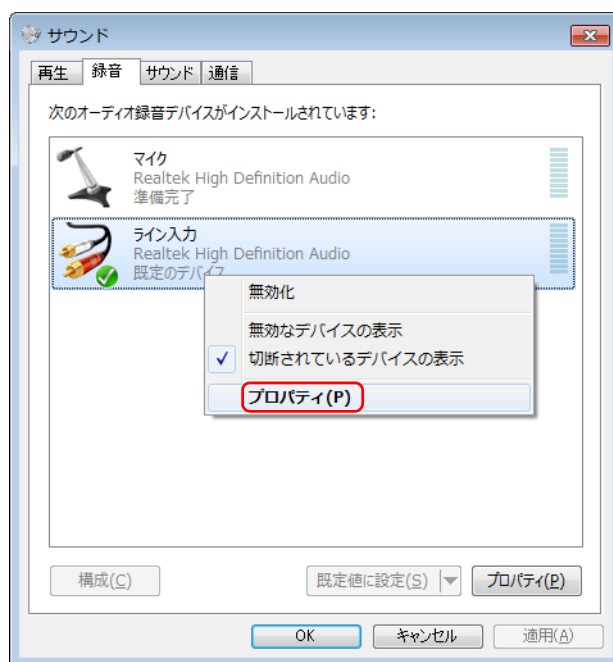 サウンド
再生 録音 サウンド 通信
次のオーディオ録音デバイスがインストールされています:
マイク
Realtek High Definition Audio
準備完了
ライン入力
Realtek High Definition Audio
既定のデバイス
無効化
無効なデバイスの表示
切断されているデバイスの表示
プロパティ(P)
構成(C) 既定値に設定(S) プロパティ(P)
OK キャンセル 適用(A)